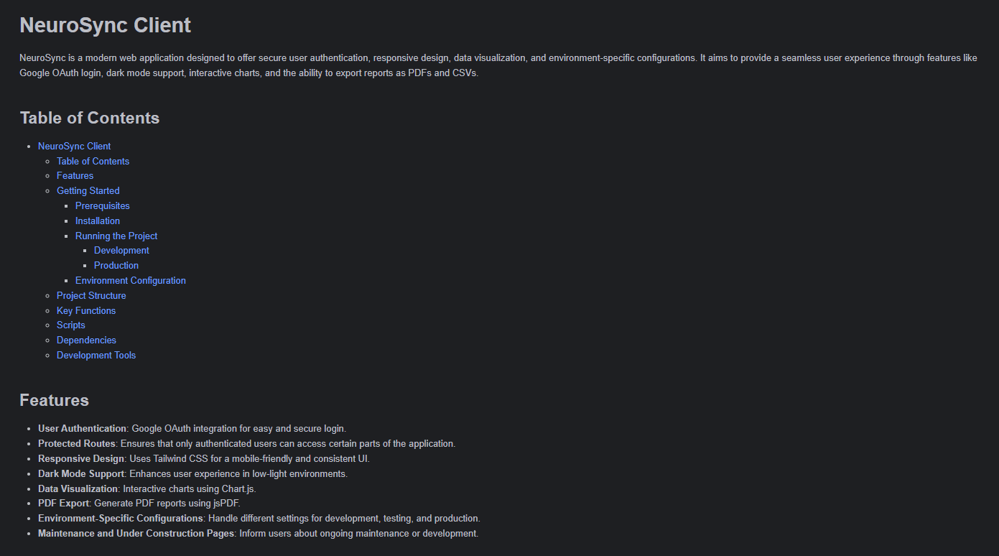 NeuroSync Client
NeuroSync is a modern web application designed to offer secure user authentication, responsive design, data visualization, and environment-specific configurations. It aims to provide a seamless user experience through features like
Google OAuth login, dark mode support, interactive charts, and the ability to export reports as PDFs and CSVs.
Table of Contents
NeuroSync Client
Table of Contents
Features
Getting Started
Prerequisites
Installation
Running the Project
Development
Production
Environment Configuration
Project Structure
Key Functions
Scripts
Dependencies
Development Tools
Features
User Authentication: Google OAuth integration for easy and secure login.
Protected Routes: Ensures that only authenticated users can access certain parts of the application.
Responsive Design: Uses Tailwind CSS for a mobile-friendly and consistent UI.
Dark Mode Support: Enhances user experience in low-light environments.
Data Visualization: Interactive charts using Chart.js.
PDF Export: Generate PDF reports using jsPDF.
Environment-Specific Configurations: Handle different settings for development, testing, and production.
Maintenance and Under Construction Pages: Inform users about ongoing maintenance or development.